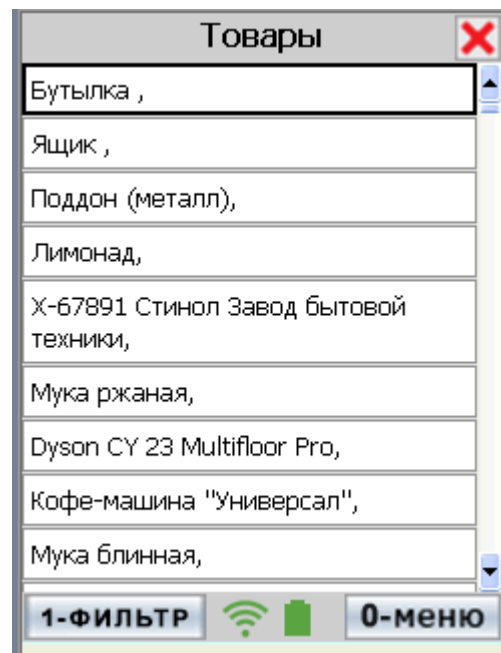 Товары
Бутылка ,
Ящик ,
Поддон (металл),
Лимонад,
Х-67891 Стинол Завод бытовой
техники,
Мука ржаная,
Dyson CY 23 Multifloor Pro,
Кофе-машина "Универсал",
Мука блинная,
1-ФИЛЬТР
0-меню